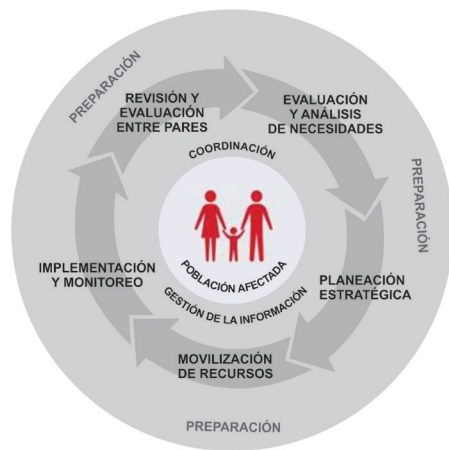 PREPARACIÓN
REVISIÓN Y
EVALUACIÓN
ENTRE PARES
EVALUACIÓN
Y ANÁLISIS
DE NECESIDADES
COORDINACIÓN
PREPARACIÓN
POBLACIÓN AFECTADA
GESTIÓN DE LA INFORMACIÓN
IMPLEMENTACIÓN
Y MONITOREO
PLANEACIÓN
ESTRATÉGICA
MOVILIZACIÓN
DE RECURSOS
PREPARACIÓN